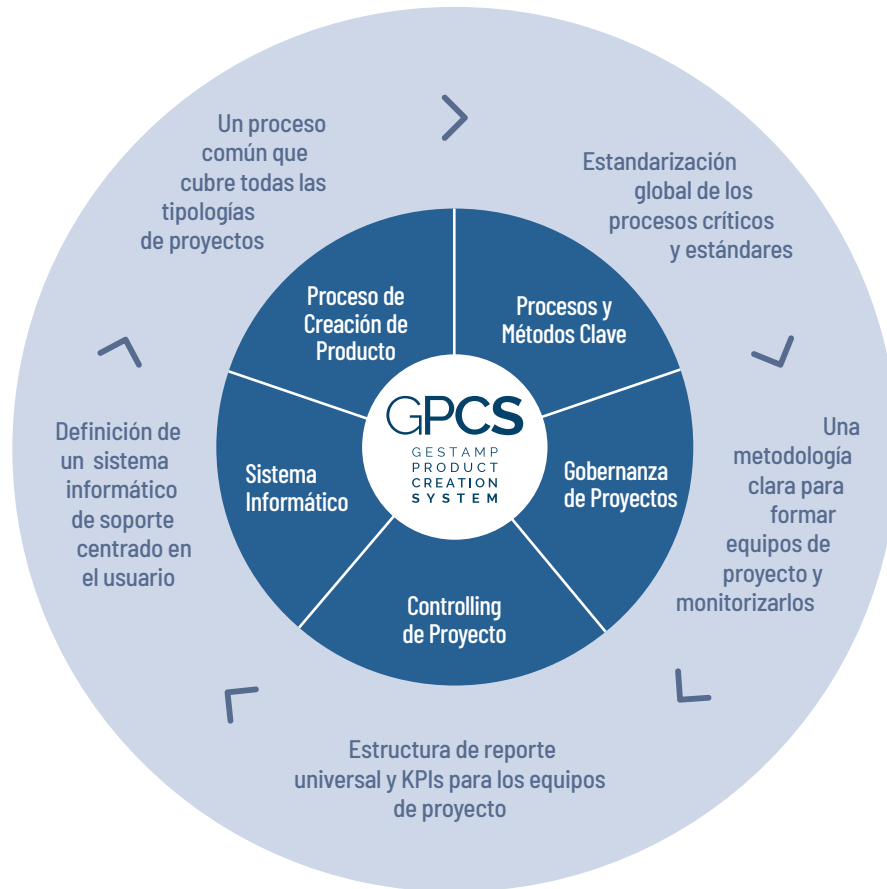 Un proceso
común que
cubre todas las
tipologías
de proyectos
Estandarización
global de los
procesos críticos
y estándares
Proceso de
Creación de
Producto
Procesos y
Métodos Clave
GPCS
GESTAMP
PRODUCT
CREATION
SYSTEM
Definición de
un sistema
informático
de soporte
centrado en
el usuario
Sistema
Informático
Gobernanza
de Proyectos
Una
metodología
clara para
formar
equipos de
proyecto y
monitorizarlos
Controlling
de Proyecto
Estructura de reporte
universal y KPIs para los equipos
de proyecto